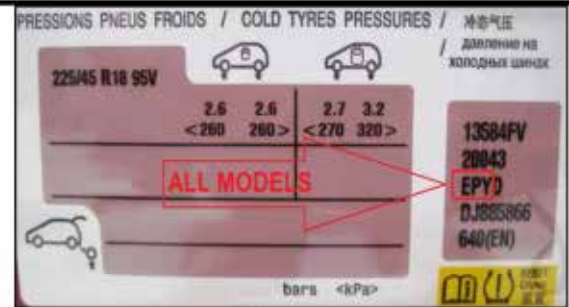 PRESSIONS PNEUS FROIDS / COLD TYRES PRESSURES / 冷态气压
/ давление на
холодных шинах
225/45 R18 95V
2.6 2.6 2.7 3.2
<260 260> <270 320>
ALL MODELS
13584FV
20043
EPY0
DJ885866
640(EN)
bars <kPa>